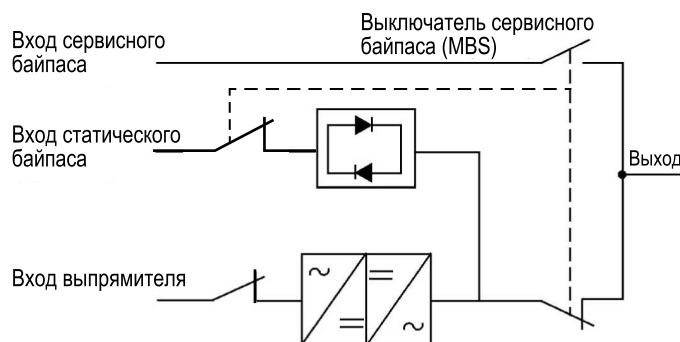 Вход сервисного
байпаса
Выключатель сервисного
байпаса (MBS)
Вход статического
байпаса
Выход
Вход выпрямителя